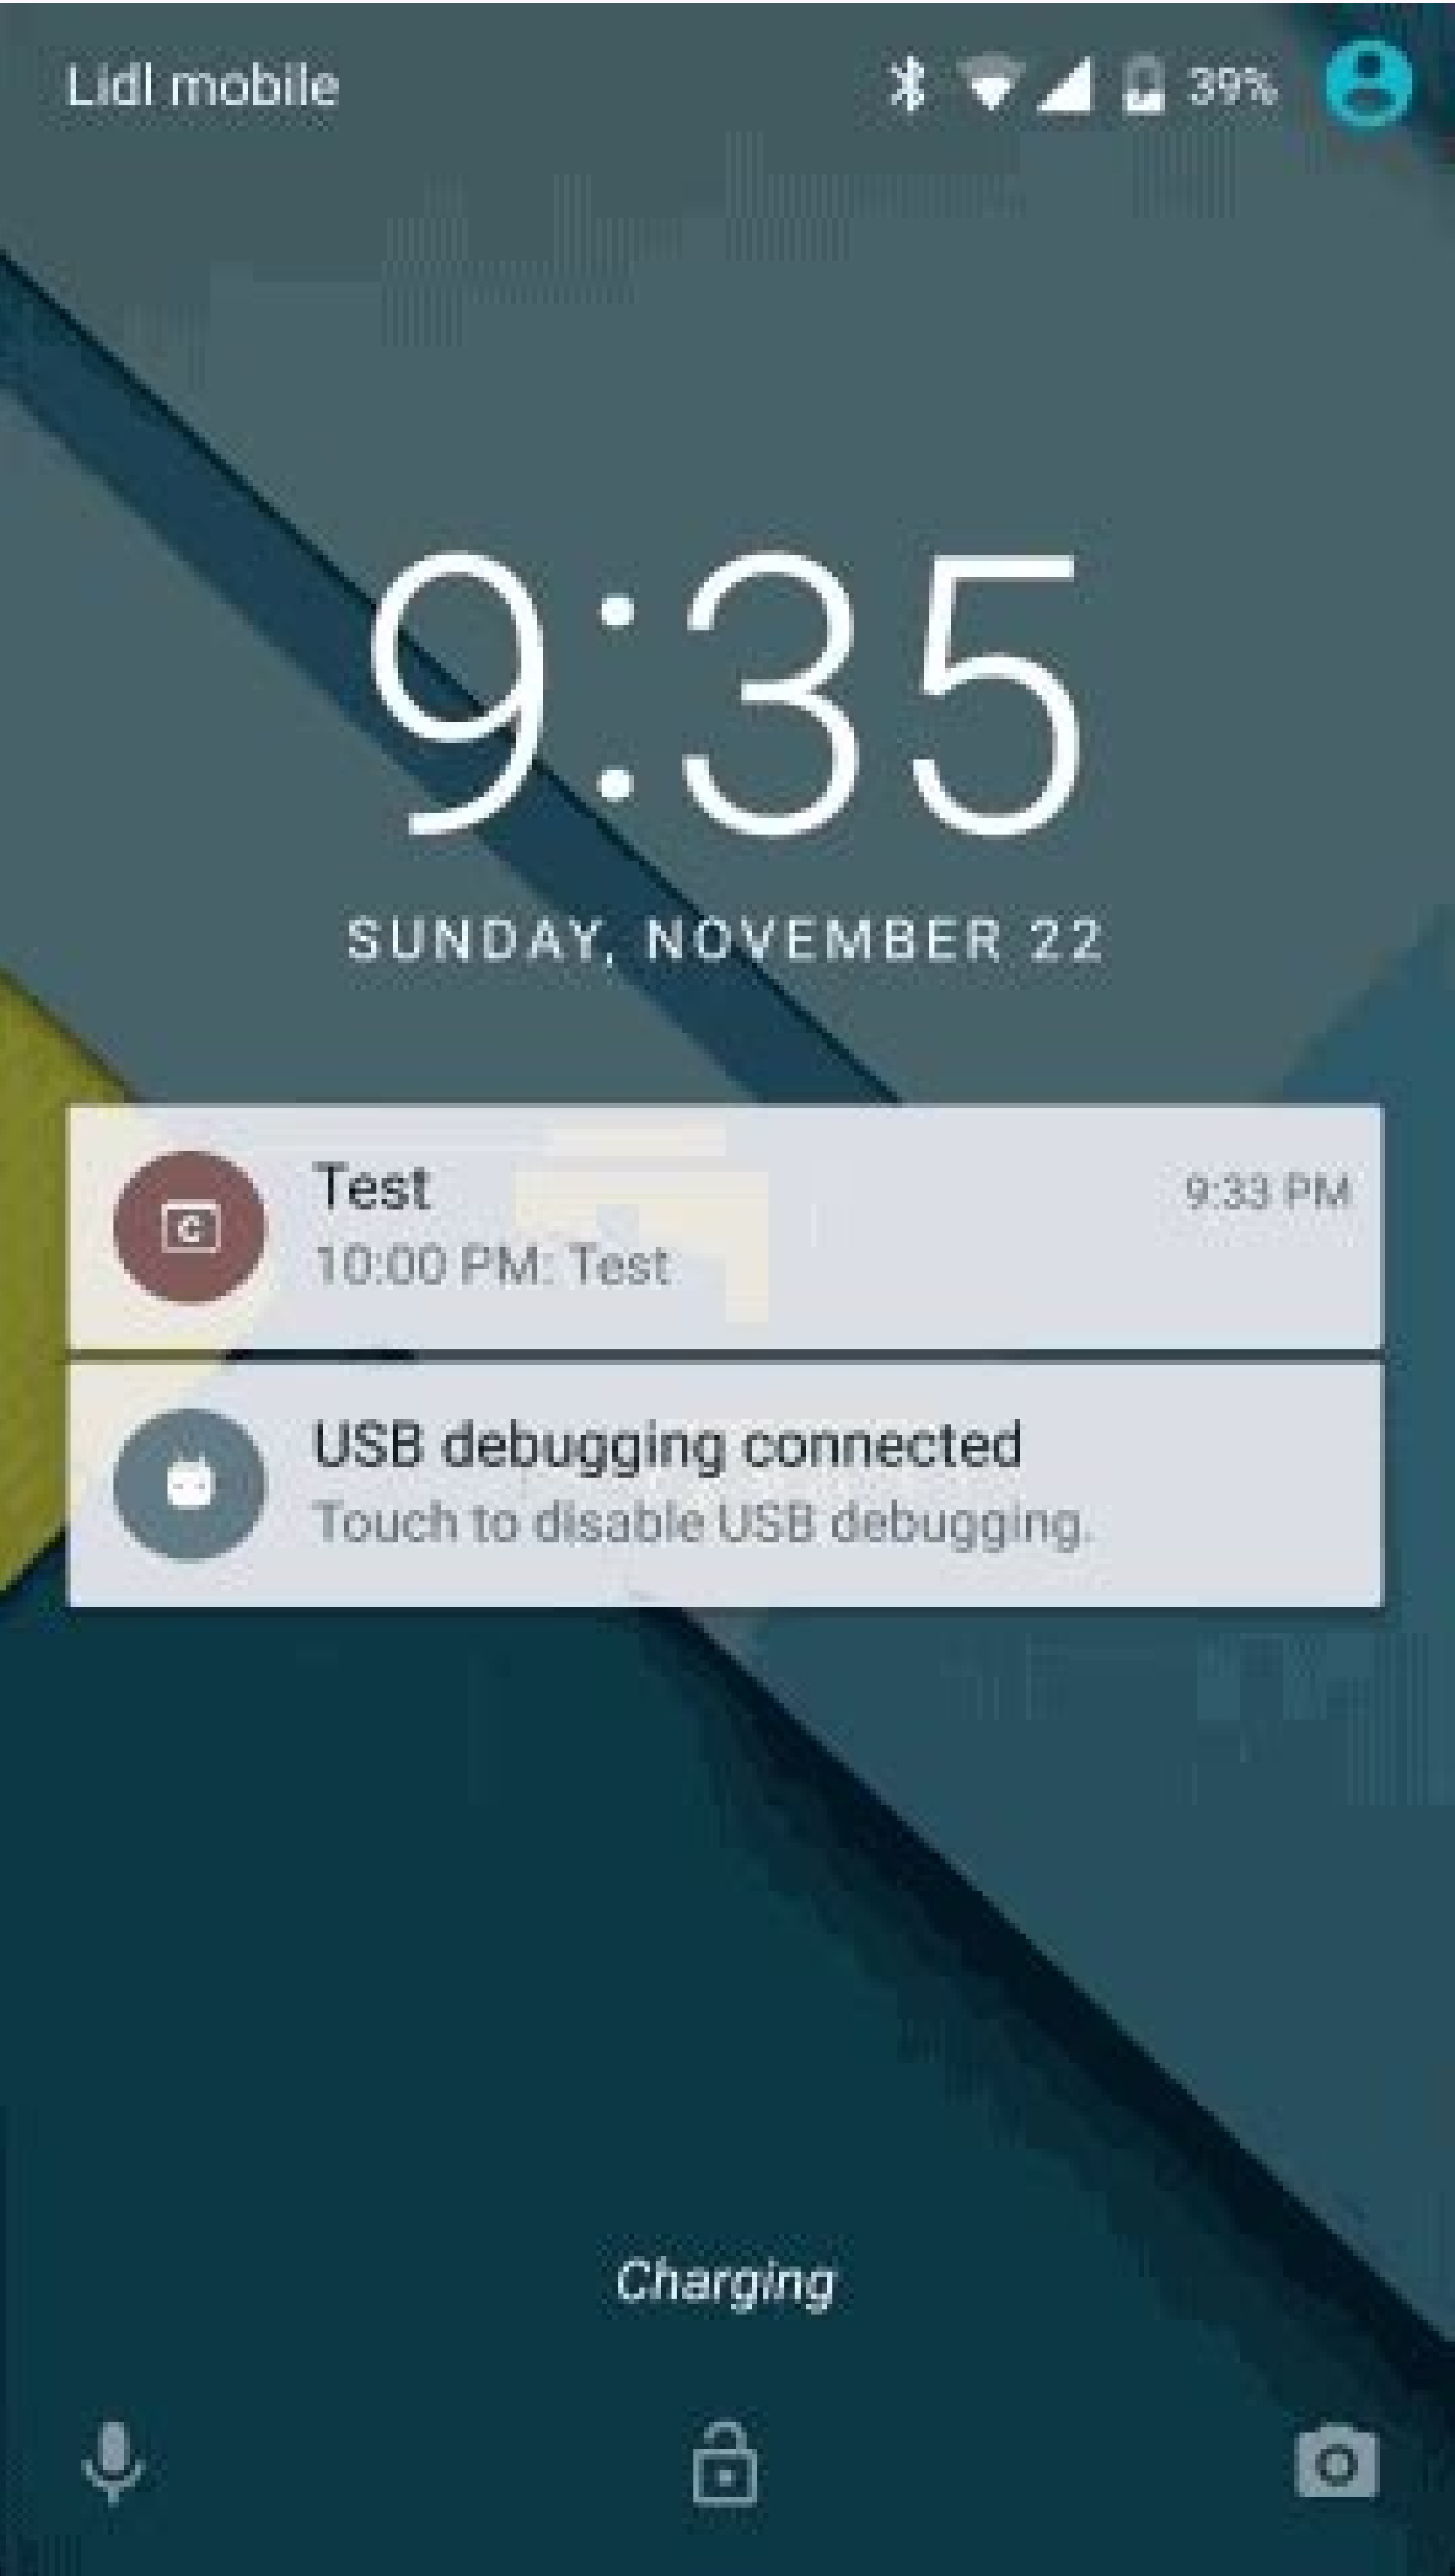 Lidl mobile 39%
9:35
SUNDAY, NOVEMBER 22
Test 9:33 PM
10:00 PM: Test
USB debugging connected
Touch to disable USB debugging.
Charging